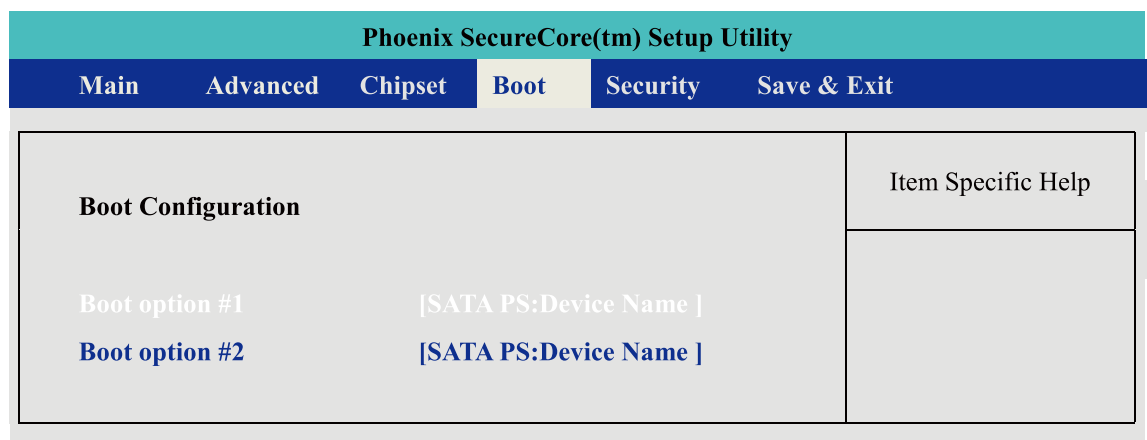 Phoenix SecureCore(tm) Setup Utility
Main Advanced Chipset Boot Security Save & Exit
Item Specific Help
Boot Configuration
Boot option #1 [SATA PS:Device Name ]
Boot option #2 [SATA PS:Device Name ]